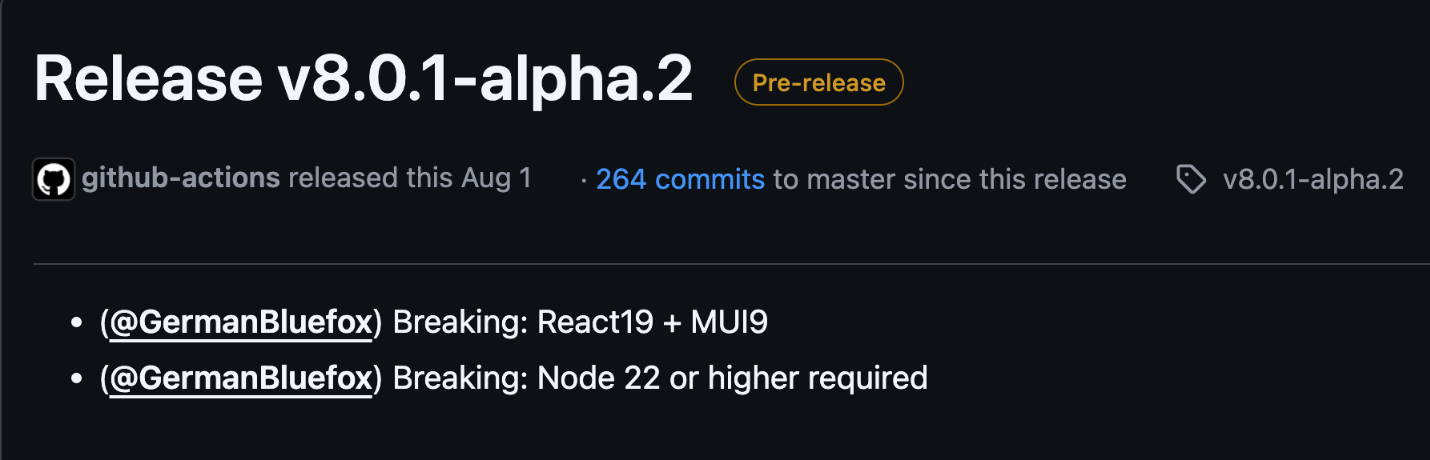 Release v8.0.1-alpha.2 Pre-release
github-actions released this Aug 1 · 264 commits to master since this release v8.0.1-alpha.2
• (@GermanBluefox) Breaking: React19 + MUI9
• (@GermanBluefox) Breaking: Node 22 or higher required